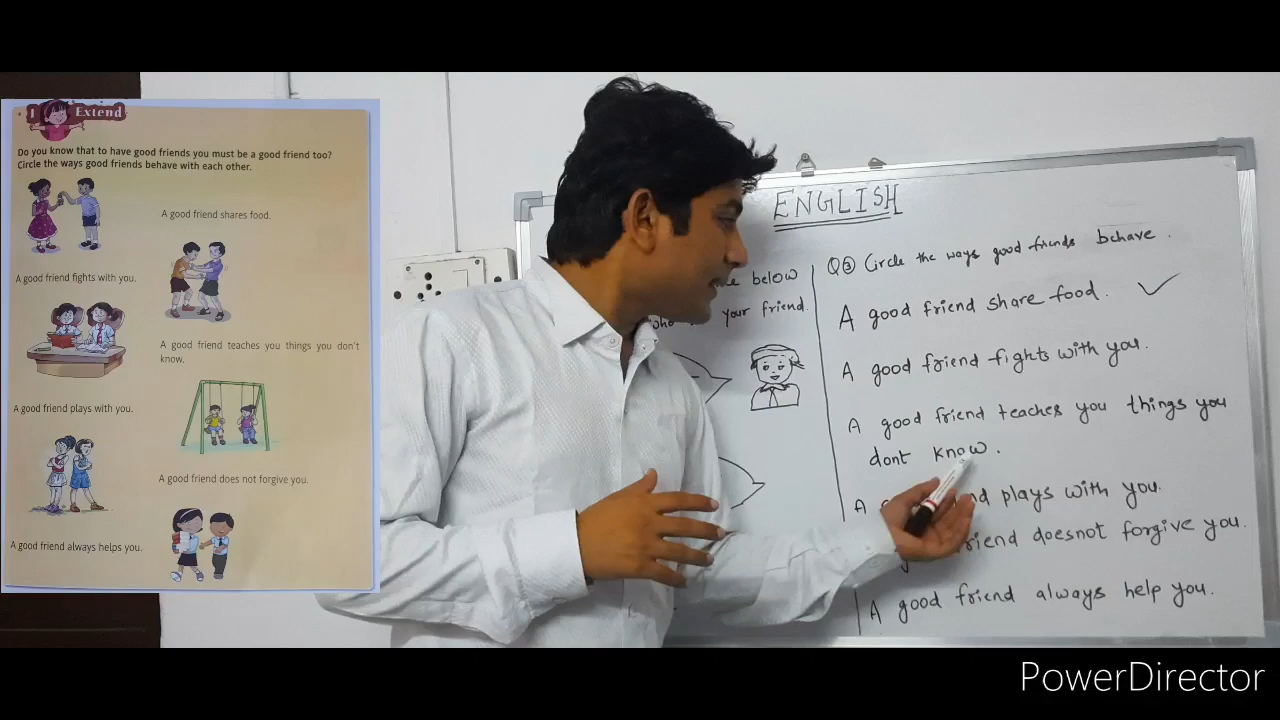 I Extend
Do you know that to have good friends you must be a good friend too?
Circle the ways good friends behave with each other.
A good friend shares food.
A good friend fights with you.
A good friend teaches you things you don't
know.
A good friend plays with you.
A good friend does not forgive you.
A good friend always helps you.
ENGLISH
below
your friend.
Q③ Circle the ways good friends behave.
A good friend share food. ✓
A good friend fights with you.
A good friend teaches you things you
dont know.
A plays with you.
doesnot forgive you.
A good friend always help you.
PowerDirector